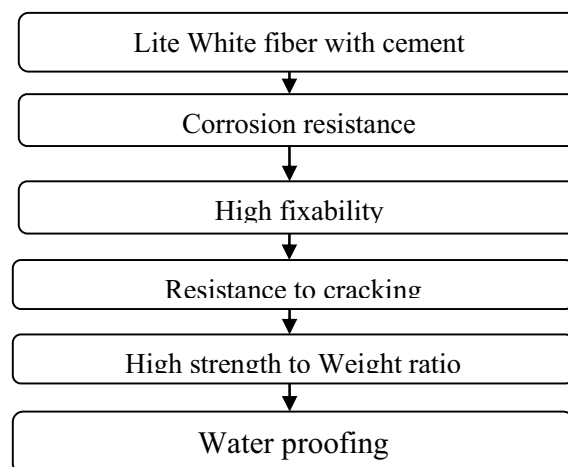 Lite White fiber with cement
Corrosion resistance
High fixability
Resistance to cracking
High strength to Weight ratio
Water proofing